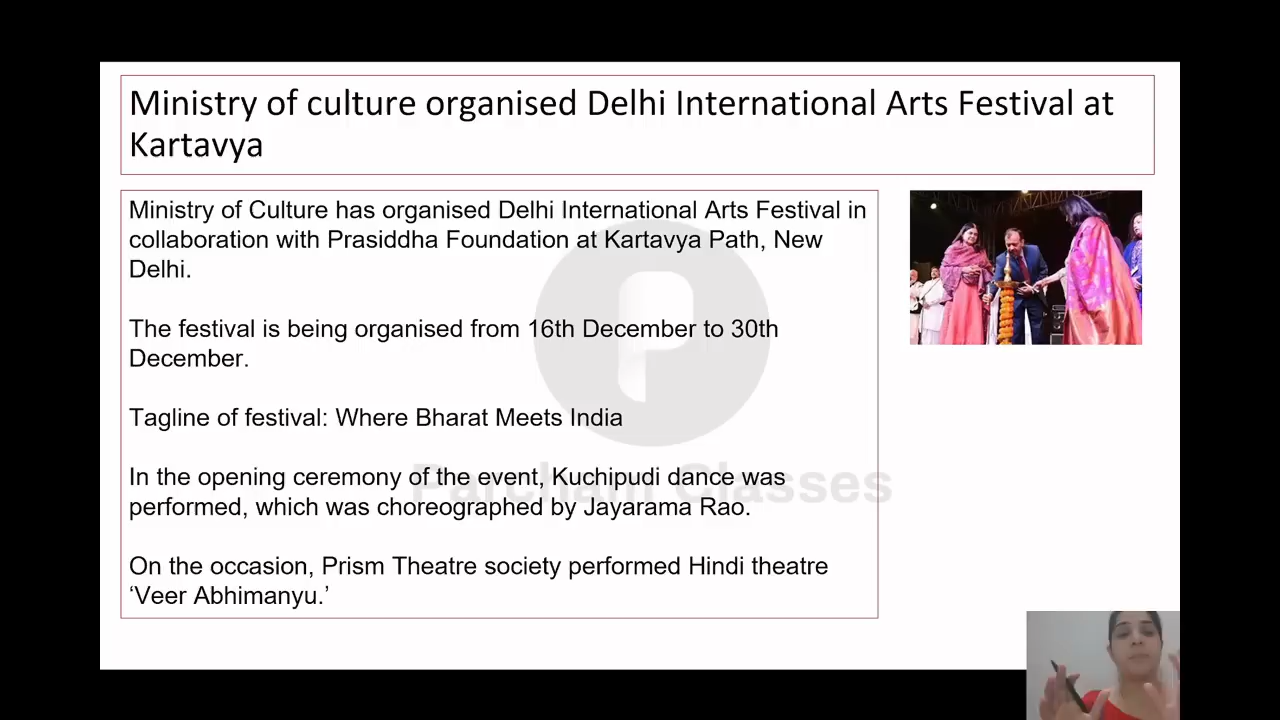 Ministry of culture organised Delhi International Arts Festival at
Kartavya
Ministry of Culture has organised Delhi International Arts Festival in
collaboration with Prasiddha Foundation at Kartavya Path, New
Delhi.
The festival is being organised from 16th December to 30th
December.
Tagline of festival: Where Bharat Meets India
In the opening ceremony of the event, Kuchipudi dance was
performed, which was choreographed by Jayarama Rao.
On the occasion, Prism Theatre society performed Hindi theatre
‘Veer Abhimanyu.’
Parcham Classes